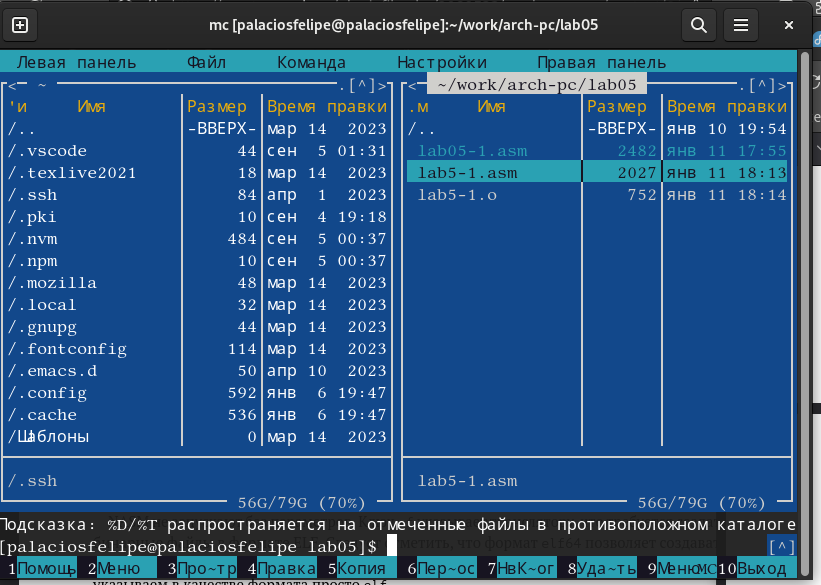 mc [palaciosfelipe@palaciosfelipe]:~/work/arch-pc/lab05
Левая панель Файл Команда Настройки Правая панель
<─ ~ ─ .[^]> <─ ~/work/arch-pc/lab05 ─ .[^]>
'и Имя Размер Время правки .и Имя Размер Время правки
/.. -ВВЕРХ- мар 14 2023 /.. -ВВЕРХ- янв 10 19:54
/.vscode 44 сен 5 01:31 lab05-1.asm 2482 янв 11 17:55
/.texlive2021 18 мар 14 2023 lab5-1.asm 2027 янв 11 18:13
/.ssh 84 апр 1 2023 lab5-1.o 752 янв 11 18:14
/.pki 10 сен 4 19:18
/.nvm 484 сен 5 00:37
/.npm 10 сен 5 00:37
/.mozilla 48 мар 14 2023
/.local 32 мар 14 2023
/.gnupg 44 мар 14 2023
/.fontconfig 114 мар 14 2023
/.emacs.d 50 апр 10 2023
/.config 592 янв 6 19:47
/.cache 536 янв 6 19:47
/Шаблоны 0 мар 14 2023
/.ssh lab5-1.asm
56G/79G (70%) 56G/79G (70%)
Подсказка: %D/%T распространяется на отмеченные файлы в противоположном каталоге
[palaciosfelipe@palaciosfelipe lab05]$ [^]
1Помощь 2Меню 3Про~тр 4Правка 5Копия 6Пер~ос 7НвК~ог 8Уда~ть 9МенюMC 10Выход
указываем в качестве формата просто elf